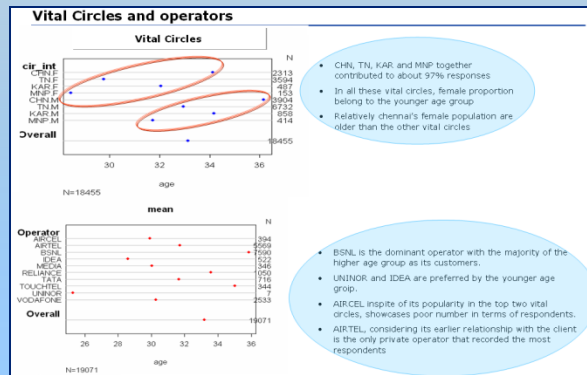 Vital Circles and operators
Vital Circles
cir_int
N
CHN.F 2313
TN.F 3594
KAR.F 487
MNP.F 153
CHN.M 3904
TN.M 6732
KAR.M 858
MNP.M 414
Overall
18455
30 32 34 36
age
N=18455
CHN, TN, KAR and MNP together
contributed to about 97% responses
In all these vital circles, female proportion
belong to the younger age group
Relatively chennai's female population are
older than the other vital circles
mean
N
Operator
AIRCEL 394
AIRTEL 5569
BSNL 7590
IDEA 522
MEDIA 346
RELIANCE 1050
TATA 716
TOUCHTEL 344
UNINOR 7
VODAFONE 2533
Overall
19071
26 28 30 32 34 36
age
N=19071
BSNL is the dominant operator with the majority of the
higher age group as its customers.
UNINOR and IDEA are preferred by the younger age
groip.
AIRCEL inspite of its popularity in the top two vital
circles, showcases poor number in terms of respondents.
AIRTEL, considering its earlier relationship with the client
is the only private operator that recorded the most
respondents